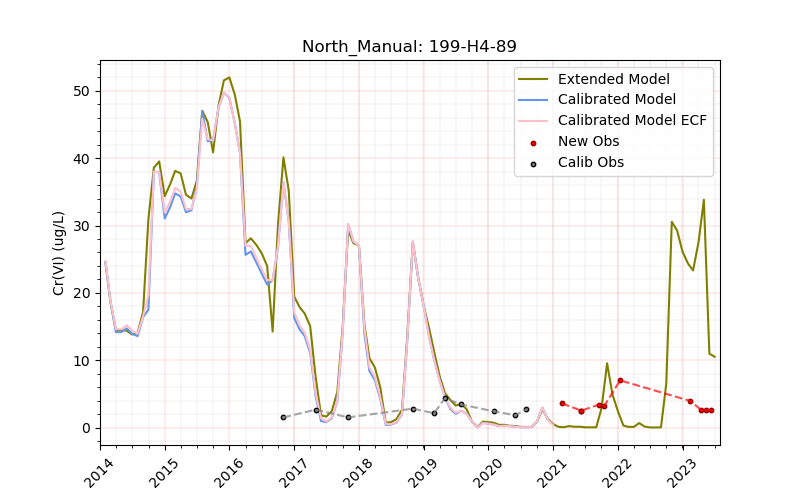 North_Manual: 199-H4-89
Extended Model
Calibrated Model
Calibrated Model ECF
New Obs
Calib Obs
Cr(VI) (ug/L)
50
40
30
20
10
0
2014 2015 2016 2017 2018 2019 2020 2021 2022 2023